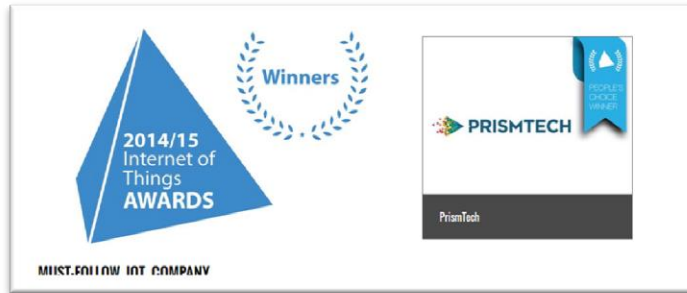 Winners
2014/15
Internet of
Things
AWARDS
PEOPLE'S
CHOICE
WINNER
PRISMTECH
PrismTech
MUST-FOLLOW IOT COMPANY